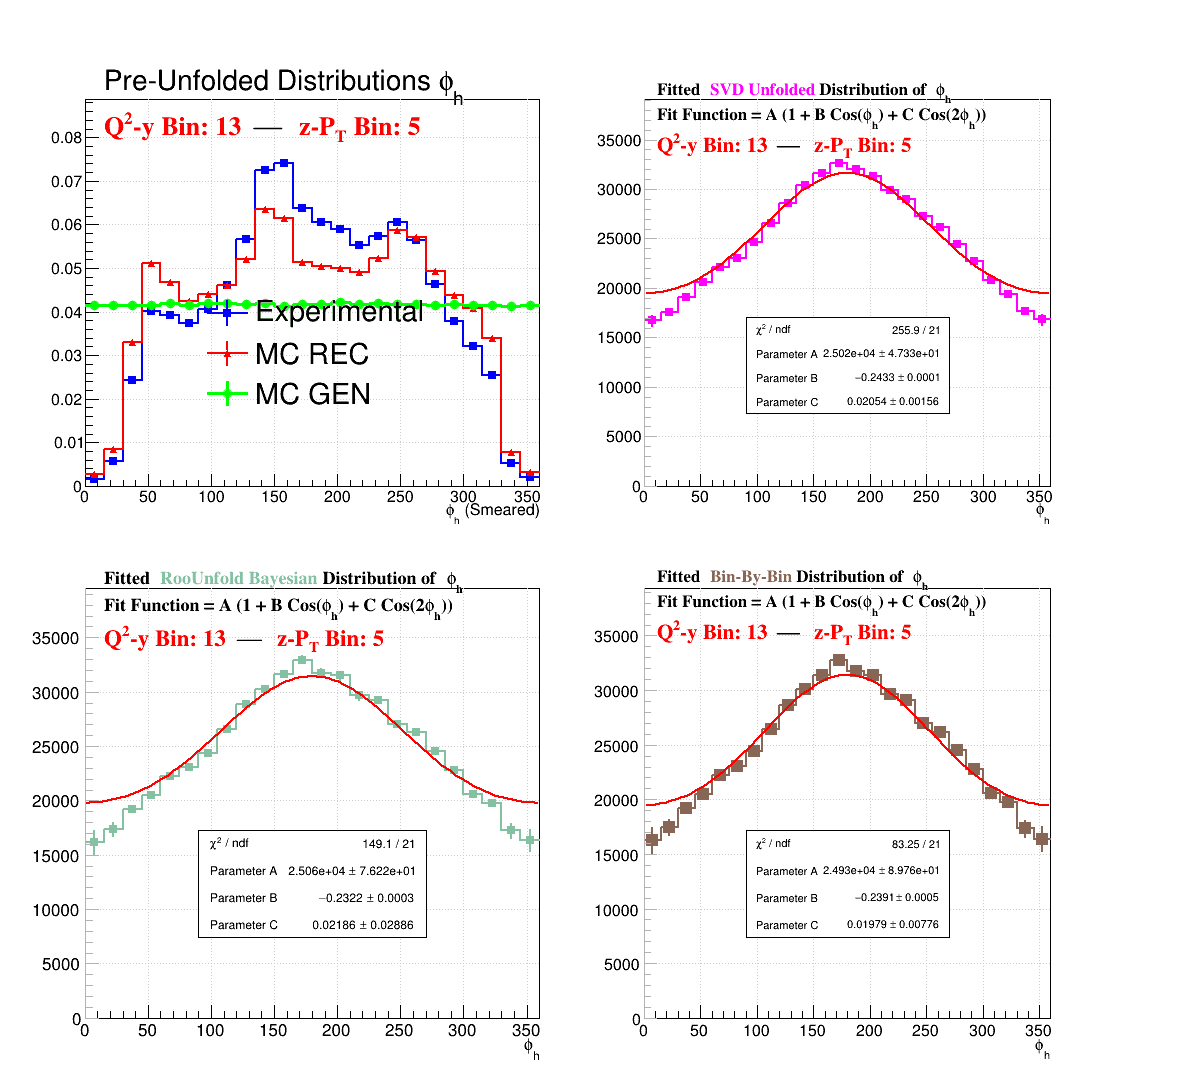 Pre-Unfolded Distributions ϕh
Q2-y Bin: 13 — z-PT Bin: 5
0.08
0.07
0.06
0.05
0.04
0.03
0.02
0.01
0
Experimental
MC REC
MC GEN
0 50 100 150 200 250 300 350
ϕh (Smeared)
Fitted SVD Unfolded Distribution of ϕh
Fit Function = A (1 + B Cos(ϕh) + C Cos(2ϕh))
Q2-y Bin: 13 — z-PT Bin: 5
35000
30000
25000
20000
15000
10000
5000
0
χ2 / ndf 255.9 / 21
Parameter A 2.502e+04 ± 4.733e+01
Parameter B −0.2433 ± 0.0001
Parameter C 0.02054 ± 0.00156
0 50 100 150 200 250 300 350
ϕh
Fitted RooUnfold Bayesian Distribution of ϕh
Fit Function = A (1 + B Cos(ϕh) + C Cos(2ϕh))
Q2-y Bin: 13 — z-PT Bin: 5
35000
30000
25000
20000
15000
10000
5000
0
χ2 / ndf 149.1 / 21
Parameter A 2.506e+04 ± 7.622e+01
Parameter B −0.2322 ± 0.0003
Parameter C 0.02186 ± 0.02886
0 50 100 150 200 250 300 350
ϕh
Fitted Bin-By-Bin Distribution of ϕh
Fit Function = A (1 + B Cos(ϕh) + C Cos(2ϕh))
Q2-y Bin: 13 — z-PT Bin: 5
35000
30000
25000
20000
15000
10000
5000
0
χ2 / ndf 83.25 / 21
Parameter A 2.493e+04 ± 8.976e+01
Parameter B −0.2391 ± 0.0005
Parameter C 0.01979 ± 0.00776
0 50 100 150 200 250 300 350
ϕh